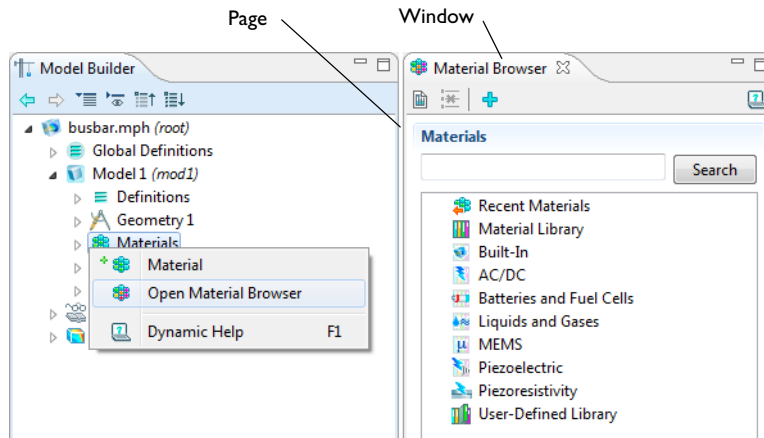 Page
Window
Model Builder
busbar.mph (root)
Global Definitions
Model 1 (mod1)
Definitions
Geometry 1
Materials
Material
Open Material Browser
Dynamic Help F1
Material Browser
Materials
Search
Recent Materials
Material Library
Built-In
AC/DC
Batteries and Fuel Cells
Liquids and Gases
μ MEMS
Piezoelectric
Piezoresistivity
User-Defined Library